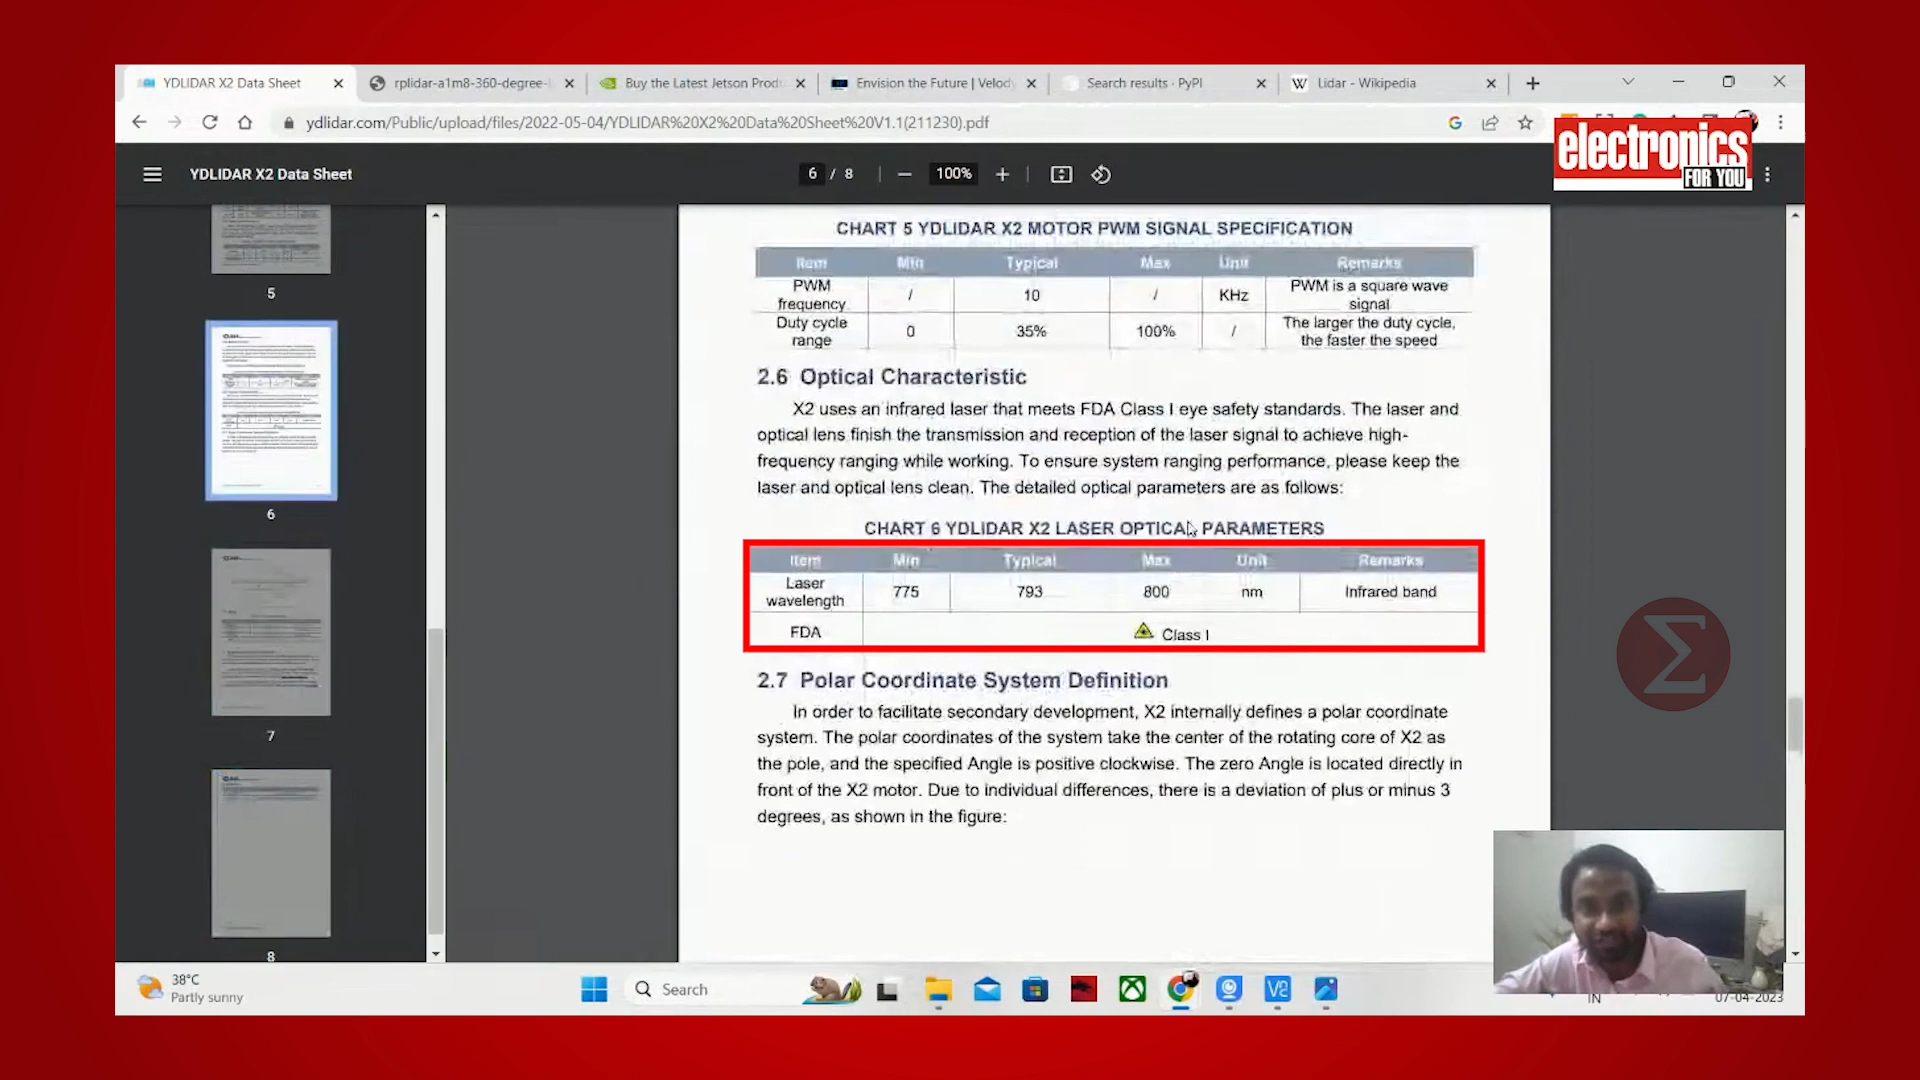 YDLIDAR X2 Data Sheet
rplidar-a1m8-360-degree-
Buy the Latest Jetson Produ
Envision the Future | Velody
Search results · PyPI
Lidar - Wikipedia
ydlidar.com/Public/upload/files/2022-05-04/YDLIDAR%20X2%20Data%20Sheet%20V1.1(211230).pdf
electronics
FOR YOU
YDLIDAR X2 Data Sheet
6 / 8
100%
5
6
7
8
CHART 5 YDLIDAR X2 MOTOR PWM SIGNAL SPECIFICATION
Item Min Typical Max Unit Remarks
PWM frequency / 10 / KHz PWM is a square wave signal
Duty cycle range 0 35% 100% / The larger the duty cycle, the faster the speed
2.6 Optical Characteristic
X2 uses an infrared laser that meets FDA Class I eye safety standards. The laser and
optical lens finish the transmission and reception of the laser signal to achieve high-
frequency ranging while working. To ensure system ranging performance, please keep the
laser and optical lens clean. The detailed optical parameters are as follows:
CHART 6 YDLIDAR X2 LASER OPTICAL PARAMETERS
Item Min Typical Max Unit Remarks
Laser wavelength 775 793 800 nm Infrared band
FDA Class I
2.7 Polar Coordinate System Definition
In order to facilitate secondary development, X2 internally defines a polar coordinate
system. The polar coordinates of the system take the center of the rotating core of X2 as
the pole, and the specified Angle is positive clockwise. The zero Angle is located directly in
front of the X2 motor. Due to individual differences, there is a deviation of plus or minus 3
degrees, as shown in the figure:
Σ
38°C
Partly sunny
Search
IN
07-04-2023